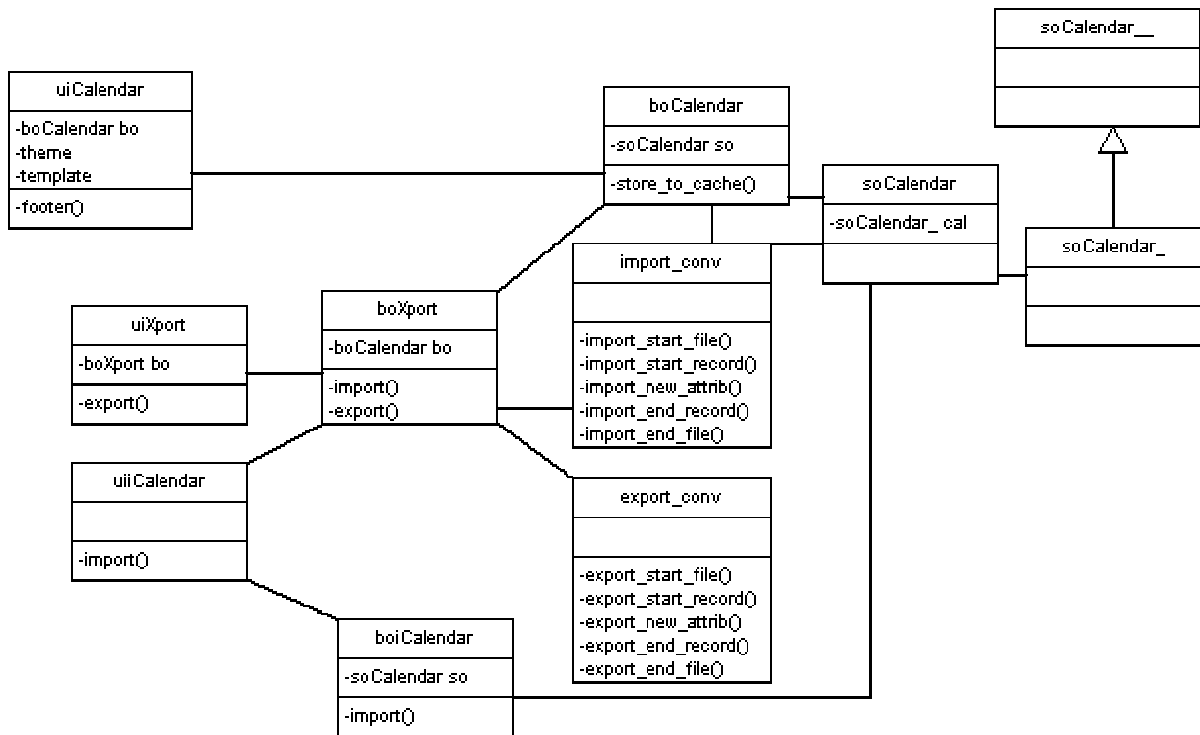 soCalendar__
uiCalendar
-boCalendar bo
-theme
-template
-footer()
boCalendar
-soCalendar so
-store_to_cache()
soCalendar
-soCalendar_ cal
soCalendar_
import_conv
-import_start_file()
-import_start_record()
-import_new_attrib()
-import_end_record()
-import_end_file()
boXport
-boCalendar bo
-import()
-export()
uiXport
-boXport bo
-export()
uiiCalendar
-import()
export_conv
-export_start_file()
-export_start_record()
-export_new_attrib()
-export_end_record()
-export_end_file()
boiCalendar
-soCalendar so
-import()